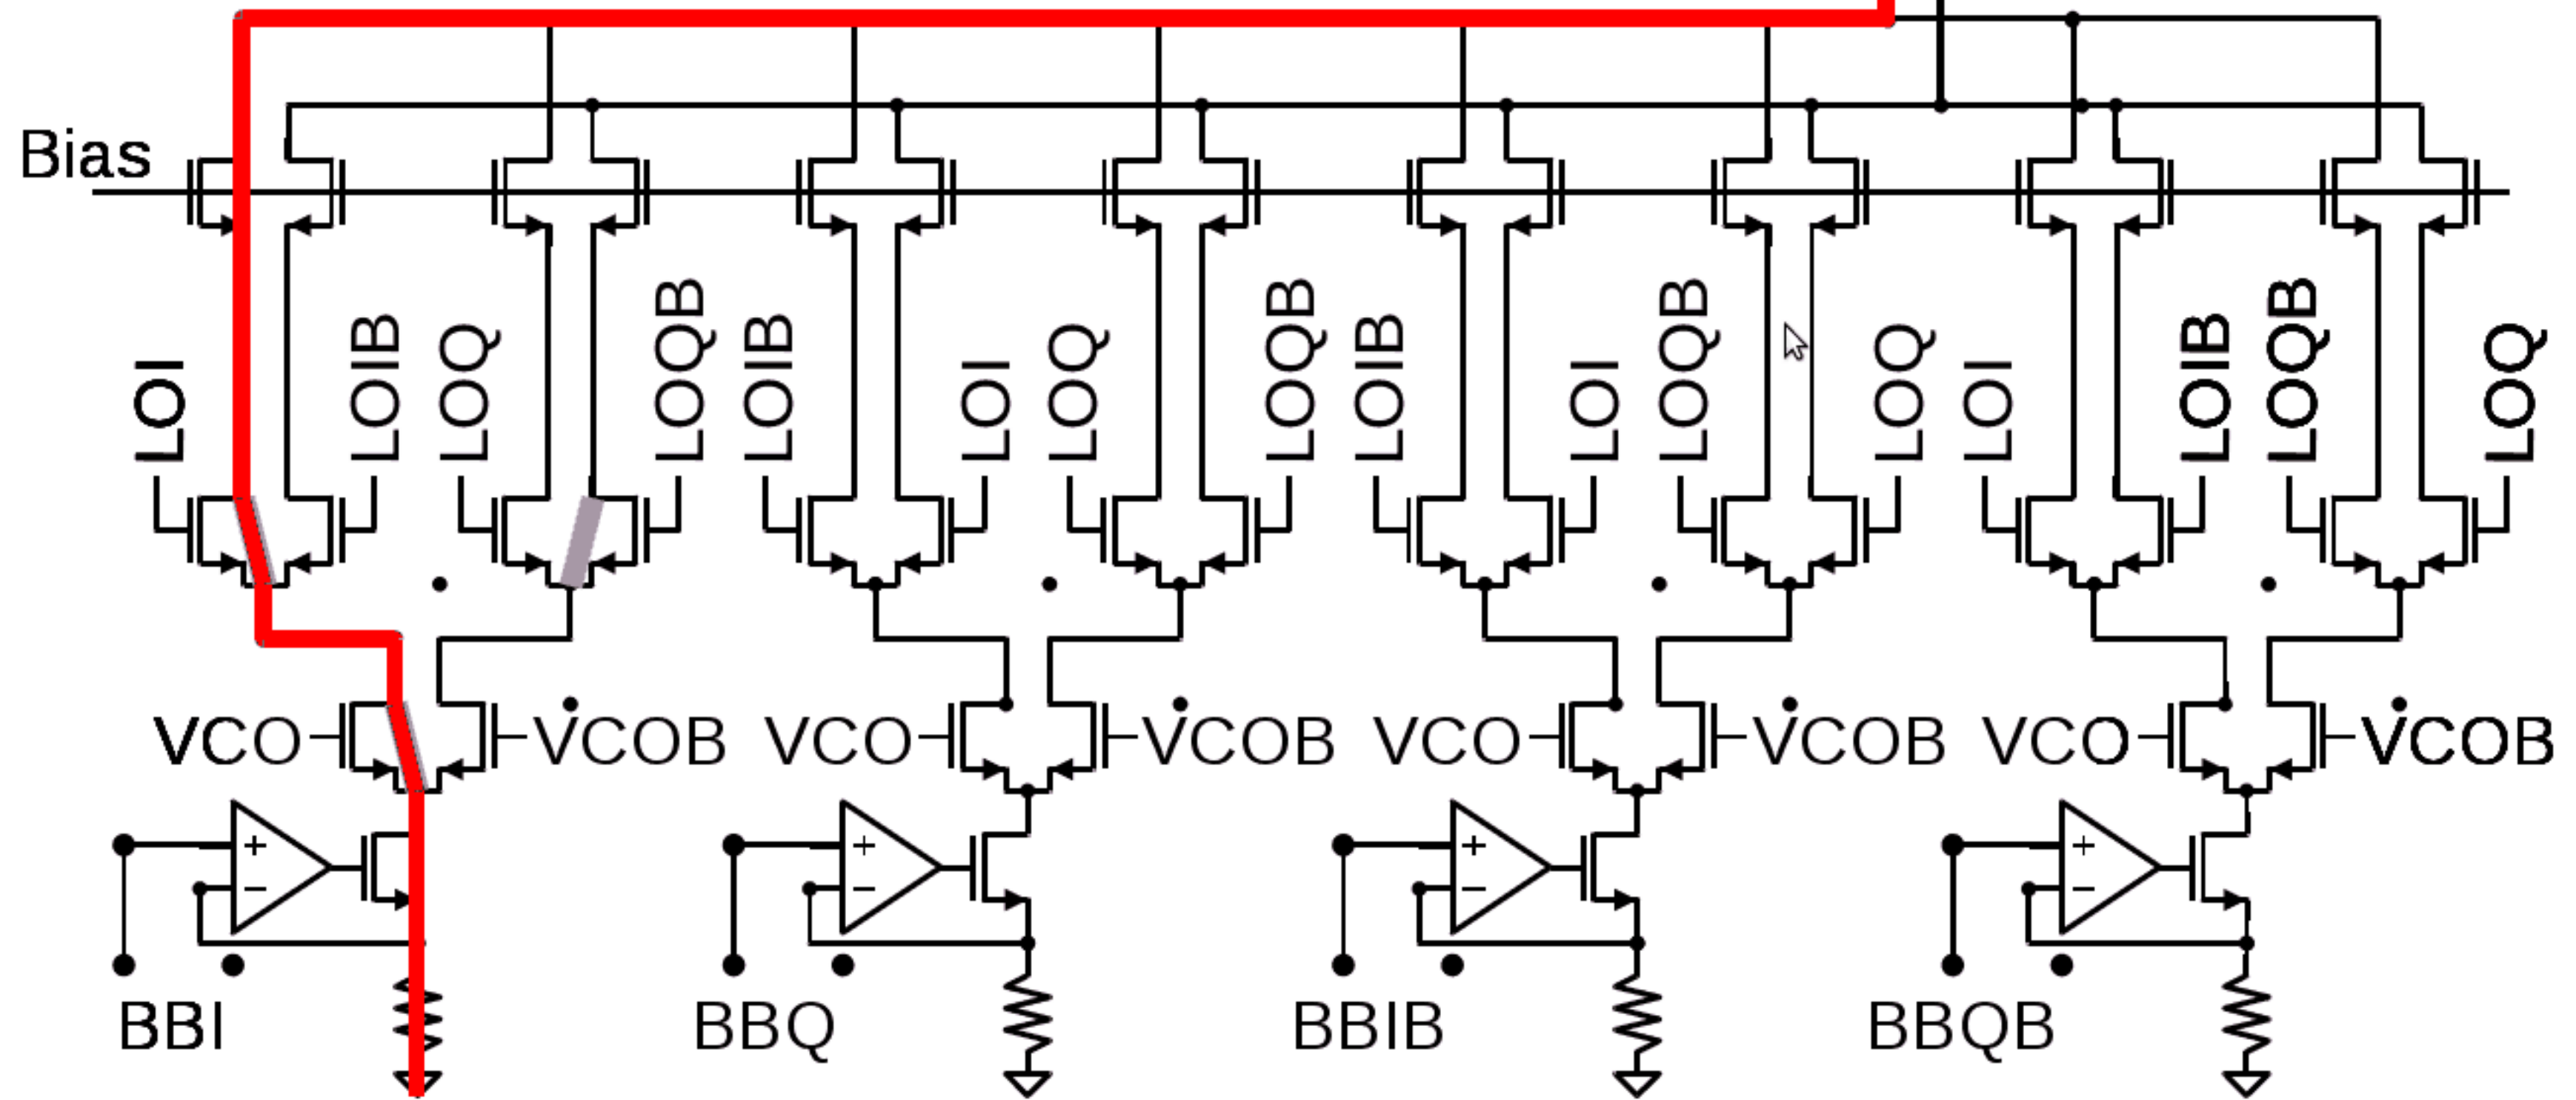 Bias
LOI
LOIB
LOQ
LOQB
LOIB
LOI
LOQ
LOQB
LOIB
LOI
LOQB
LOQ
LOI
LOIB
LOQB
LOQ
VCO VCOB VCO VCOB VCO VCOB VCO VCOB
+ + + +
− − − −
BBI BBQ BBIB BBQB